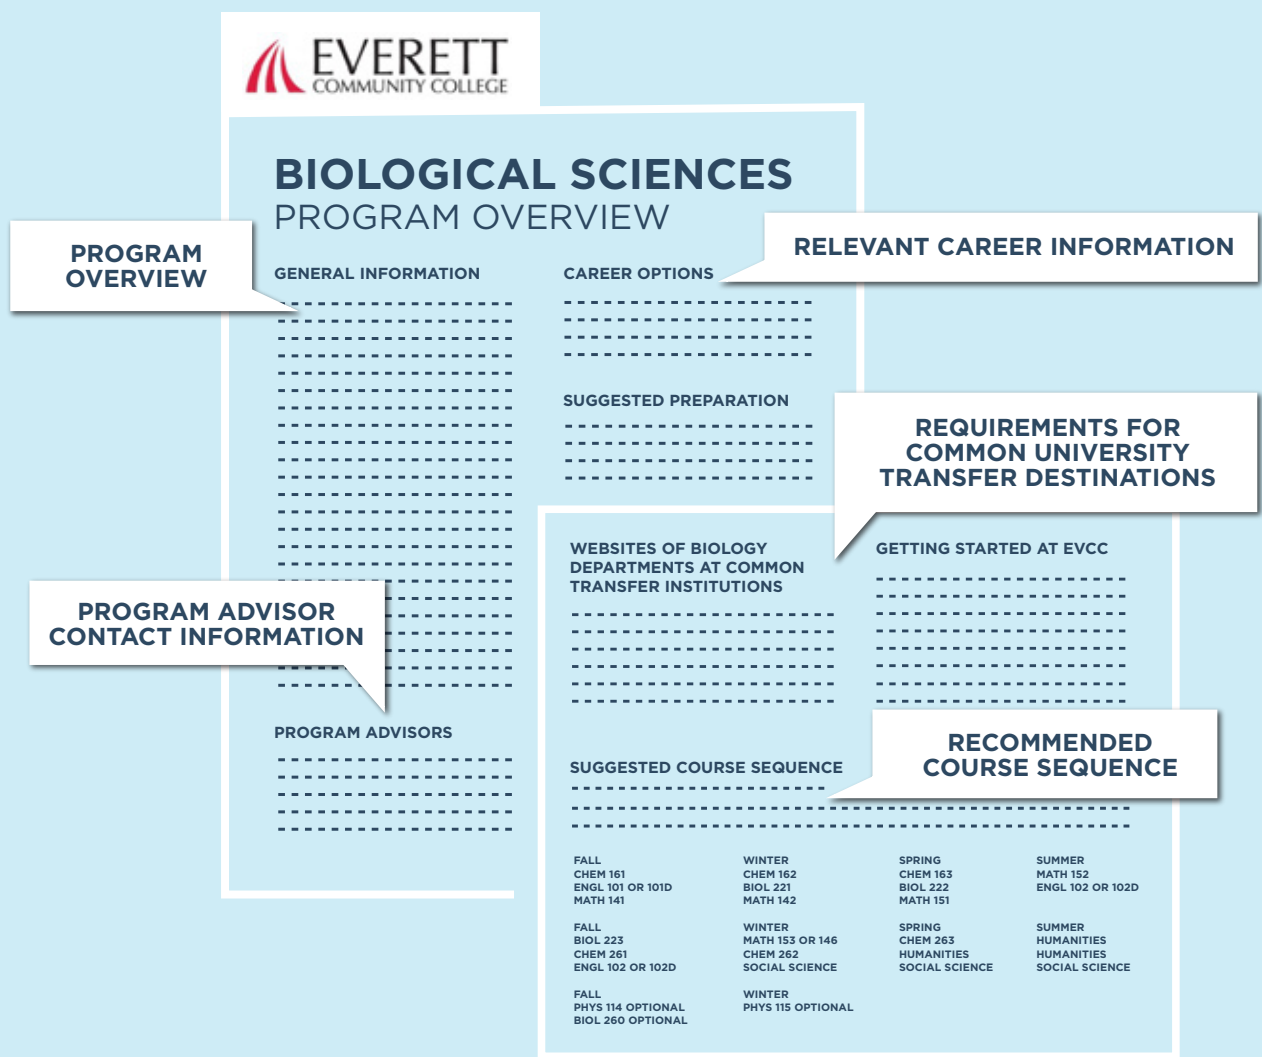 EVERETT
COMMUNITY COLLEGE
BIOLOGICAL SCIENCES
PROGRAM OVERVIEW
PROGRAM
OVERVIEW
RELEVANT CAREER INFORMATION
GENERAL INFORMATION
CAREER OPTIONS
SUGGESTED PREPARATION
REQUIREMENTS FOR
COMMON UNIVERSITY
TRANSFER DESTINATIONS
WEBSITES OF BIOLOGY
DEPARTMENTS AT COMMON
TRANSFER INSTITUTIONS
GETTING STARTED AT EVCC
PROGRAM ADVISOR
CONTACT INFORMATION
PROGRAM ADVISORS
RECOMMENDED
COURSE SEQUENCE
SUGGESTED COURSE SEQUENCE
FALL
CHEM 161
ENGL 101 OR 101D
MATH 141
WINTER
CHEM 162
BIOL 221
MATH 142
SPRING
CHEM 163
BIOL 222
MATH 151
SUMMER
MATH 152
ENGL 102 OR 102D
FALL
BIOL 223
CHEM 261
ENGL 102 OR 102D
WINTER
MATH 153 OR 146
CHEM 262
SOCIAL SCIENCE
SPRING
CHEM 263
HUMANITIES
SOCIAL SCIENCE
SUMMER
HUMANITIES
HUMANITIES
SOCIAL SCIENCE
FALL
PHYS 114 OPTIONAL
BIOL 260 OPTIONAL
WINTER
PHYS 115 OPTIONAL